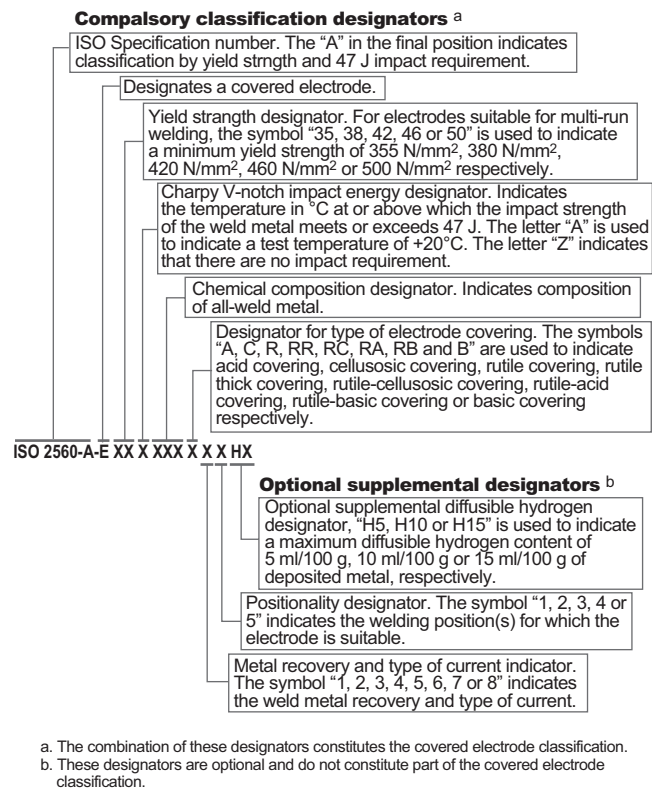 Compalsory classification designators a
ISO Specification number. The “A” in the final position indicates
classification by yield strngth and 47 J impact requirement.
Designates a covered electrode.
Yield strangth designator. For electrodes suitable for multi-run
welding, the symbol “35, 38, 42, 46 or 50” is used to indicate
a minimum yield strength of 355 N/mm2, 380 N/mm2,
420 N/mm2, 460 N/mm2 or 500 N/mm2 respectively.
Charpy V-notch impact energy designator. Indicates
the temperature in °C at or above which the impact strength
of the weld metal meets or exceeds 47 J. The letter “A” is used
to indicate a test temperature of +20°C. The letter “Z” indicates
that there are no impact requirement.
Chemical composition designator. Indicates composition
of all-weld metal.
Designator for type of electrode covering. The symbols
“A, C, R, RR, RC, RA, RB and B” are used to indicate
acid covering, cellusosic covering, rutile covering, rutile
thick covering, rutile-cellusosic covering, rutile-acid
covering, rutile-basic covering or basic covering
respectively.
ISO 2560-A-E XX X XXX X X X HX
Optional supplemental designators b
Optional supplemental diffusible hydrogen
designator, “H5, H10 or H15” is used to indicate
a maximum diffusible hydrogen content of
5 ml/100 g, 10 ml/100 g or 15 ml/100 g of
deposited metal, respectively.
Positionality designator. The symbol “1, 2, 3, 4 or
5” indicates the welding position(s) for which the
electrode is suitable.
Metal recovery and type of current indicator.
The symbol “1, 2, 3, 4, 5, 6, 7 or 8” indicates
the weld metal recovery and type of current.
a. The combination of these designators constitutes the covered electrode classification.
b. These designators are optional and do not constitute part of the covered electrode
classification.